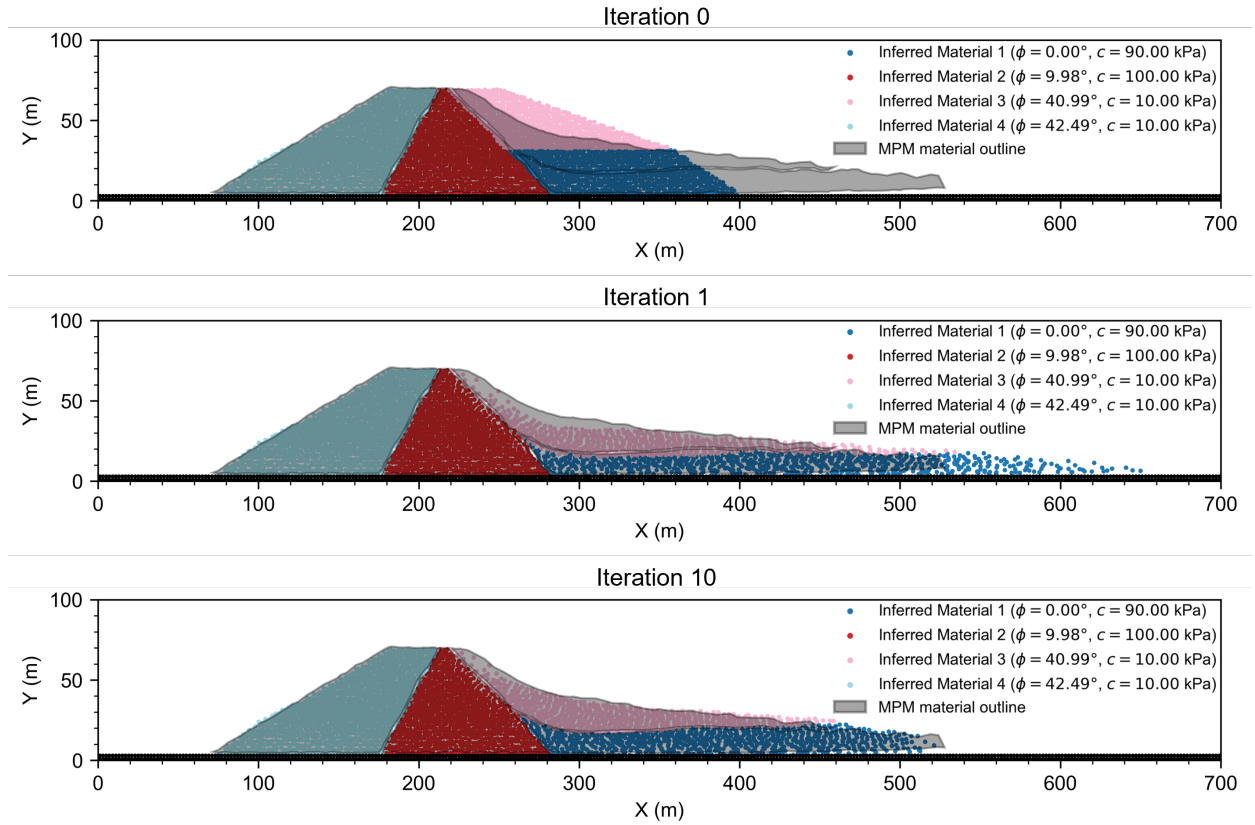 Iteration 0
100
50
0
Y (m)
Inferred Material 1 (ϕ = 0.00°, c = 90.00 kPa)
Inferred Material 2 (ϕ = 9.98°, c = 100.00 kPa)
Inferred Material 3 (ϕ = 40.99°, c = 10.00 kPa)
Inferred Material 4 (ϕ = 42.49°, c = 10.00 kPa)
MPM material outline
0 100 200 300 400 500 600 700
X (m)
Iteration 1
100
50
0
Y (m)
Inferred Material 1 (ϕ = 0.00°, c = 90.00 kPa)
Inferred Material 2 (ϕ = 9.98°, c = 100.00 kPa)
Inferred Material 3 (ϕ = 40.99°, c = 10.00 kPa)
Inferred Material 4 (ϕ = 42.49°, c = 10.00 kPa)
MPM material outline
0 100 200 300 400 500 600 700
X (m)
Iteration 10
100
50
0
Y (m)
Inferred Material 1 (ϕ = 0.00°, c = 90.00 kPa)
Inferred Material 2 (ϕ = 9.98°, c = 100.00 kPa)
Inferred Material 3 (ϕ = 40.99°, c = 10.00 kPa)
Inferred Material 4 (ϕ = 42.49°, c = 10.00 kPa)
MPM material outline
0 100 200 300 400 500 600 700
X (m)